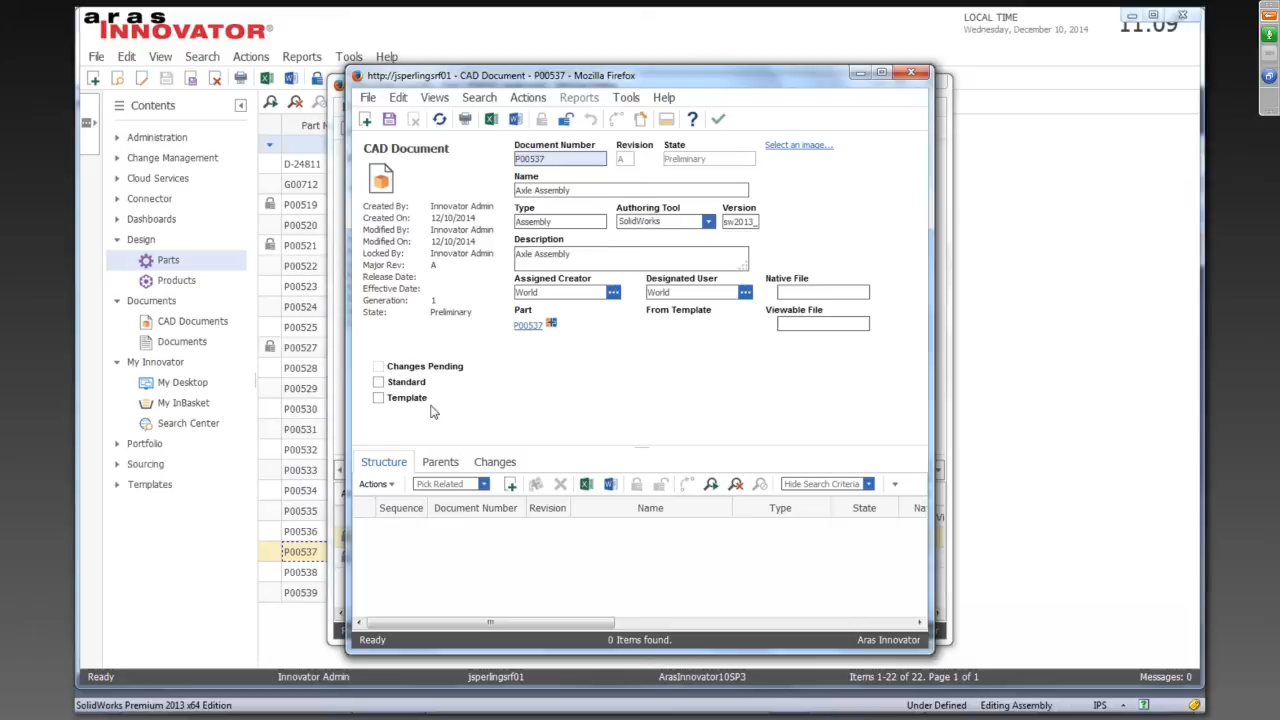 aras INNOVATOR®
LOCAL TIME
Wednesday, December 10, 2014
11:09
File Edit View Search Actions Reports Tools Help
Contents
Administration
Change Management
Cloud Services
Connector
Dashboards
Design
Parts
Products
Documents
CAD Documents
Documents
My Innovator
My Desktop
My InBasket
Search Center
Portfolio
Sourcing
Templates
Part N
D-24811
G00712
P00519
P00520
P00521
P00522
P00523
P00524
P00525
P00527
P00528
P00529
P00530
P00531
P00532
P00533
P00534
P00535
P00536
P00537
P00538
P00539
http://jsperlingsrf01 - CAD Document - P00537 - Mozilla Firefox
File Edit Views Search Actions Reports Tools Help
CAD Document
Created By: Innovator Admin
Created On: 12/10/2014
Modified By: Innovator Admin
Modified On: 12/10/2014
Locked By: Innovator Admin
Major Rev: A
Release Date:
Effective Date:
Generation: 1
State: Preliminary
Document Number Revision State Select an image...
P00537 A Preliminary
Name
Axle Assembly
Type Authoring Tool Version
Assembly SolidWorks sw2013_
Description
Axle Assembly
Assigned Creator Designated User Native File
World World
Part From Template Viewable File
P00537
Changes Pending
Standard
Template
Structure Parents Changes
Actions Pick Related Hide Search Criteria
Sequence Document Number Revision Name Type State Na
Ready 0 Items found. Aras Innovator
Ready Innovator Admin jsperlingsrf01 ArasInnovator10SP3 Items 1-22 of 22. Page 1 of 1 Messages: 0
SolidWorks Premium 2013 x64 Edition Under Defined Editing Assembly IPS